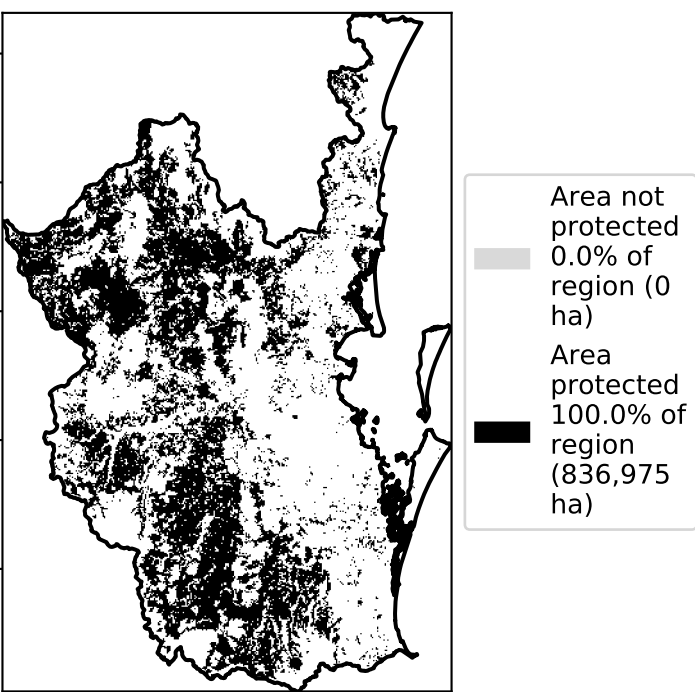 Area not
protected
0.0% of
region (0
ha)
Area
protected
100.0% of
region
(836,975
ha)